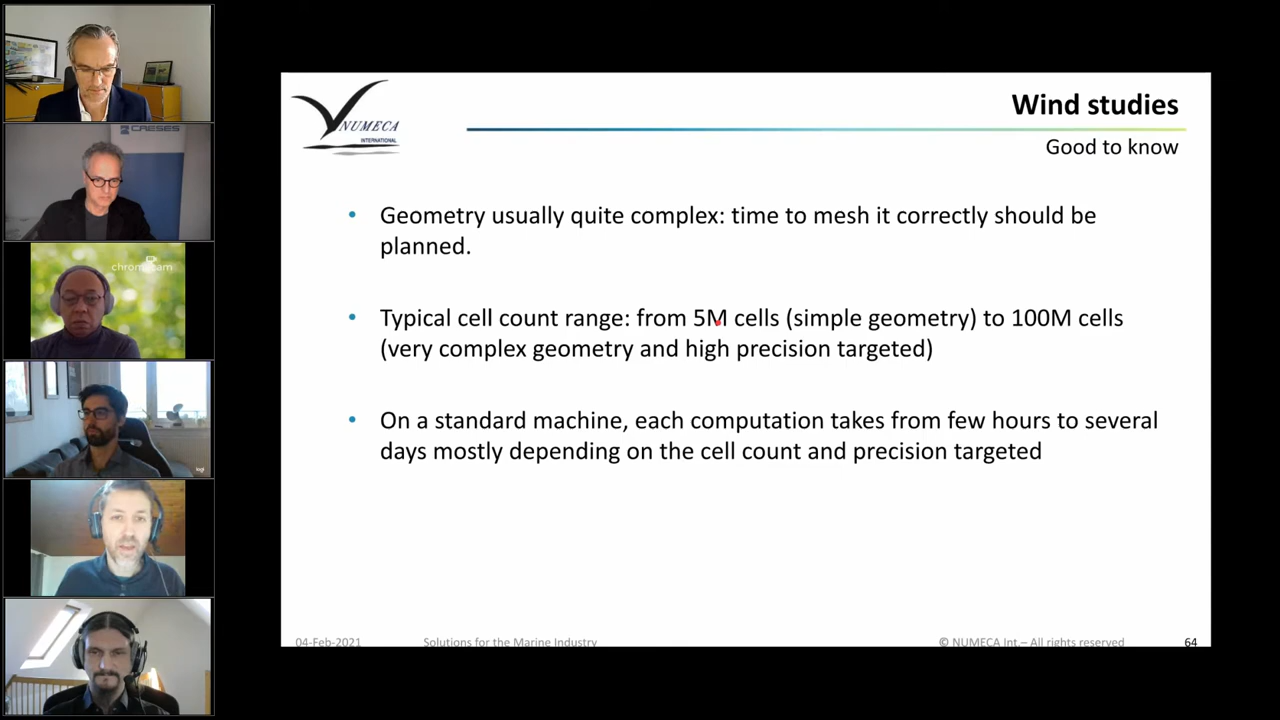 CAESES
chromacam
logi
NUMECA
INTERNATIONAL
Wind studies
Good to know
• Geometry usually quite complex: time to mesh it correctly should be
planned.
• Typical cell count range: from 5M cells (simple geometry) to 100M cells
(very complex geometry and high precision targeted)
• On a standard machine, each computation takes from few hours to several
days mostly depending on the cell count and precision targeted
04-Feb-2021
Solutions for the Marine Industry
© NUMECA Int.– All rights reserved
64